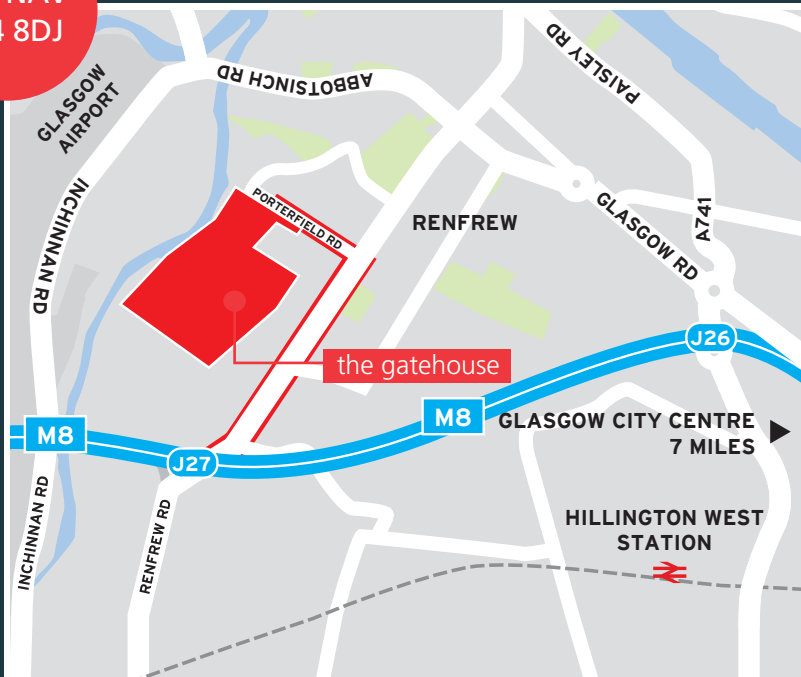 8DJ
GLASGOW
AIRPORT
ABBOTSINCH RD
PAISLEY RD
INCHINNAN RD
PORTERFIELD RD
RENFREW
GLASGOW RD
A741
the gatehouse
J26
M8
M8
J27
GLASGOW CITY CENTRE
7 MILES
INCHINNAN RD
RENFREW RD
HILLINGTON WEST
STATION